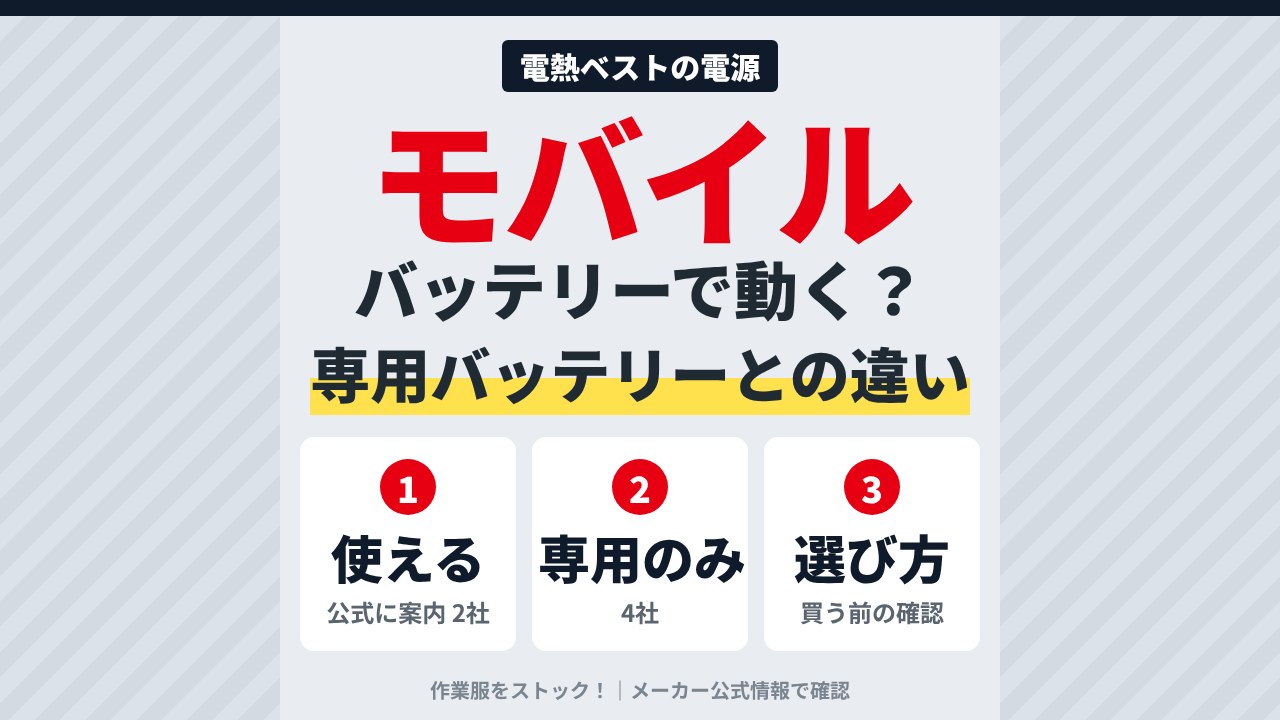 電熱ベストの電源
モバイル
バッテリーで動く？
専用バッテリーとの違い
1
使える
公式に案内 2社
2
専用のみ
4社
3
選び方
買う前の確認
作業服をストック！｜メーカー公式情報で確認